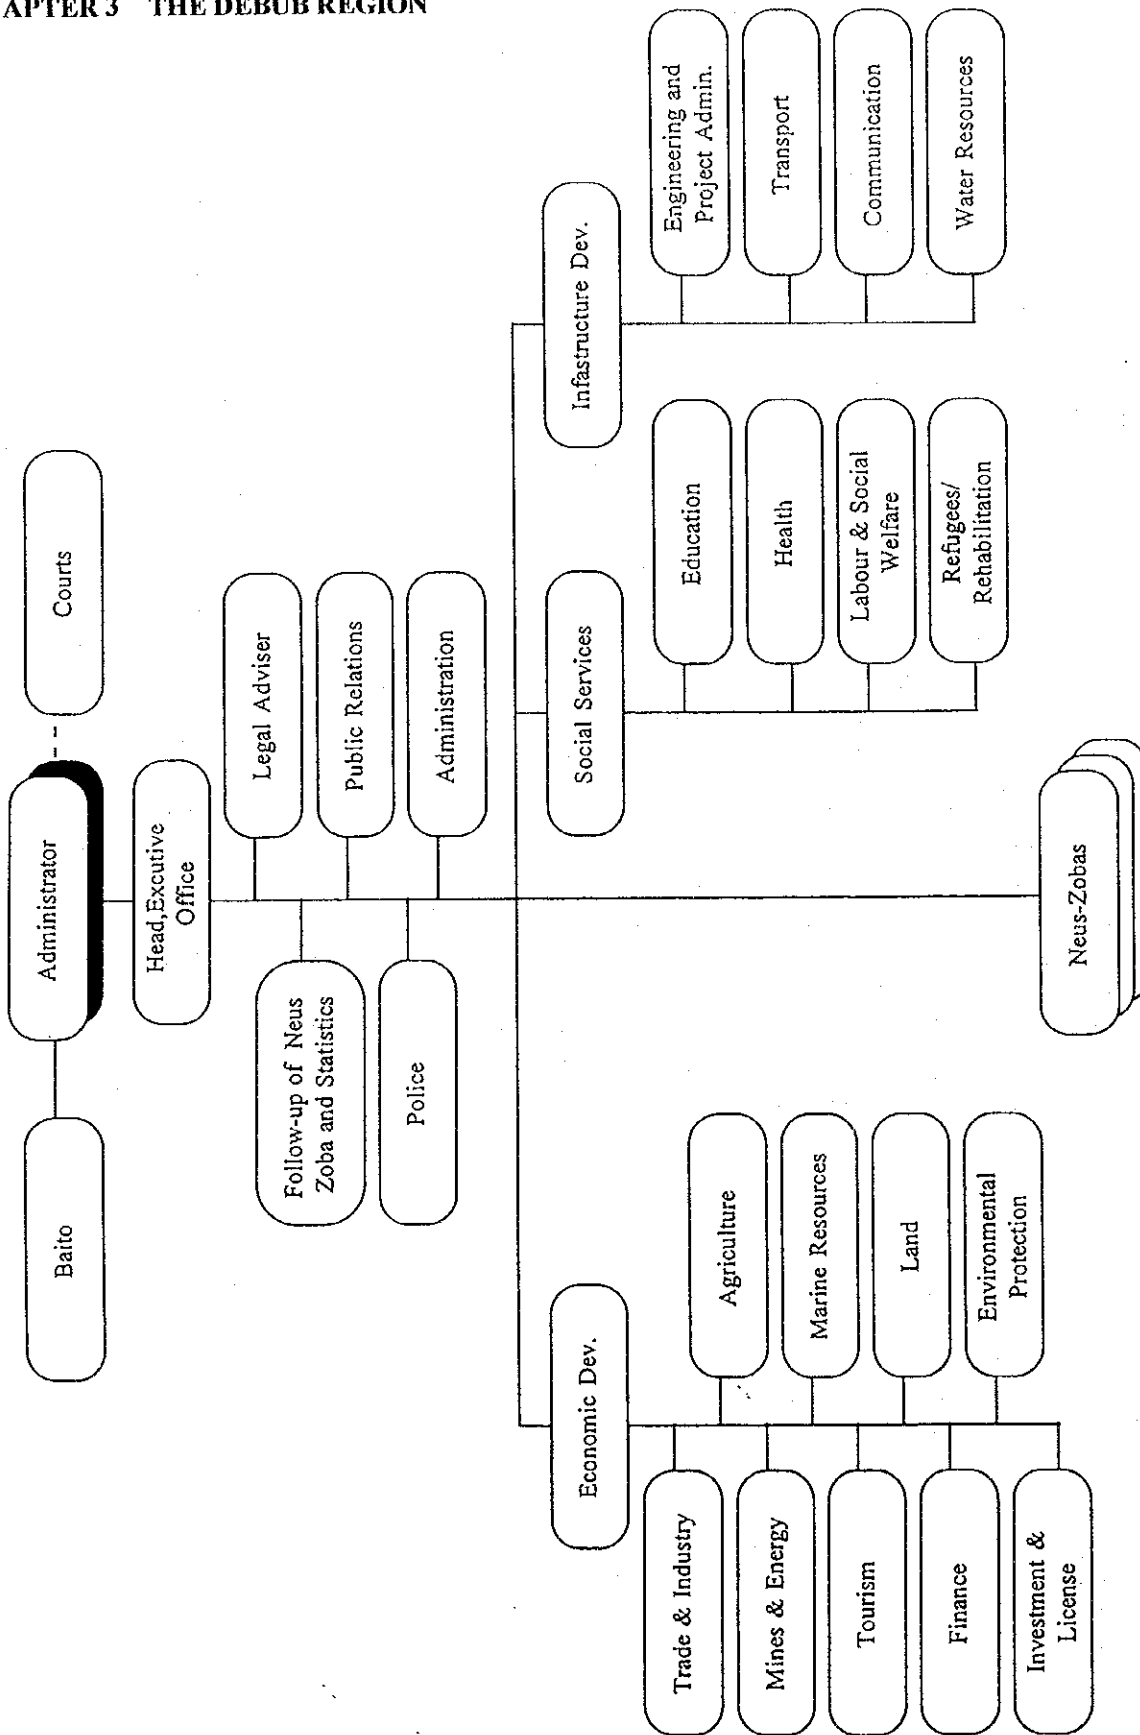 APTER 3 THE DEBUB REGION
Baito
Administrator
Courts
Head,Excutive
Office
Legal Adviser
Follow-up of Neus
Zoba and Statistics
Public Relations
Police
Administration
Economic Dev.
Social Services
Infastructure Dev.
Trade & Industry
Mines & Energy
Tourism
Finance
Investment &
License
Agriculture
Marine Resources
Land
Environmental
Protection
Neus-Zobas
Education
Health
Labour & Social
Welfare
Refugees/
Rehabilitation
Engineering and
Project Admin.
Transport
Communication
Water Resources